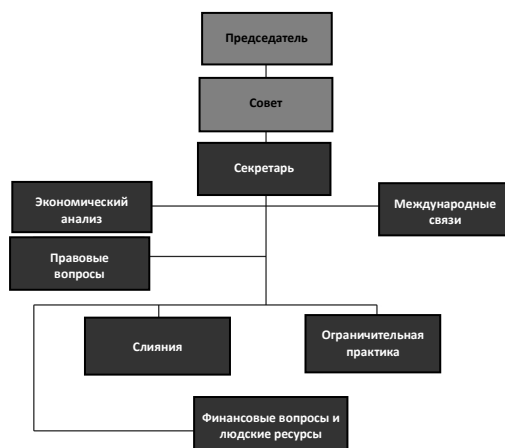 Председатель
Совет
Секретарь
Экономический
анализ
Международные
связи
Правовые
вопросы
Слияния
Ограничительная
практика
Финансовые вопросы и
людские ресурсы